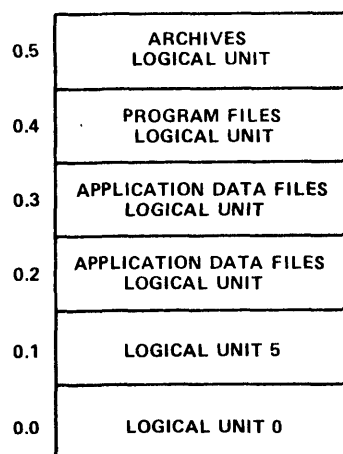 0.5
ARCHIVES
LOGICAL UNIT
0.4
PROGRAM FILES
LOGICAL UNIT
0.3
APPLICATION DATA FILES
LOGICAL UNIT
0.2
APPLICATION DATA FILES
LOGICAL UNIT
0.1
LOGICAL UNIT 5
0.0
LOGICAL UNIT 0